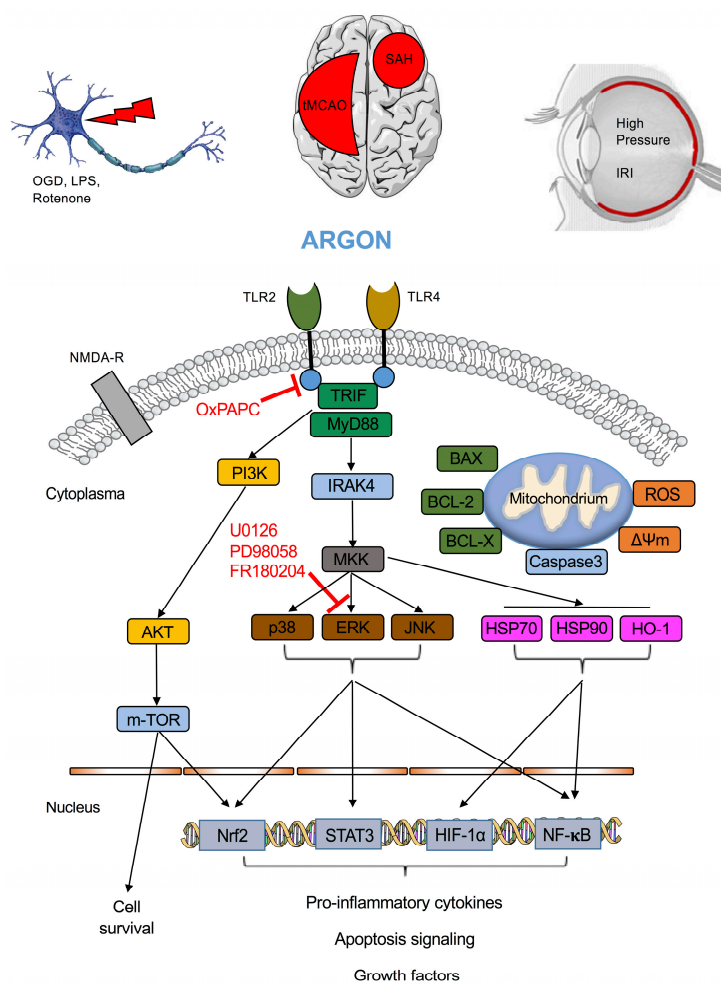 SAH
tMCAO
High
Pressure
IRI
OGD, LPS,
Rotenone
ARGON
TLR2
TLR4
NMDA-R
OxPAPC
TRIF
MyD88
PI3K
IRAK4
Cytoplasma
BAX
BCL-2
BCL-X
Mitochondrium
ROS
ΔΨm
Caspase3
U0126
PD98058
FR180204
MKK
AKT
p38
ERK
JNK
HSP70
HSP90
HO-1
m-TOR
Nucleus
Nrf2
STAT3
HIF-1α
NF-κB
Cell
survival
Pro-inflammatory cytokines
Apoptosis signaling
Growth factors